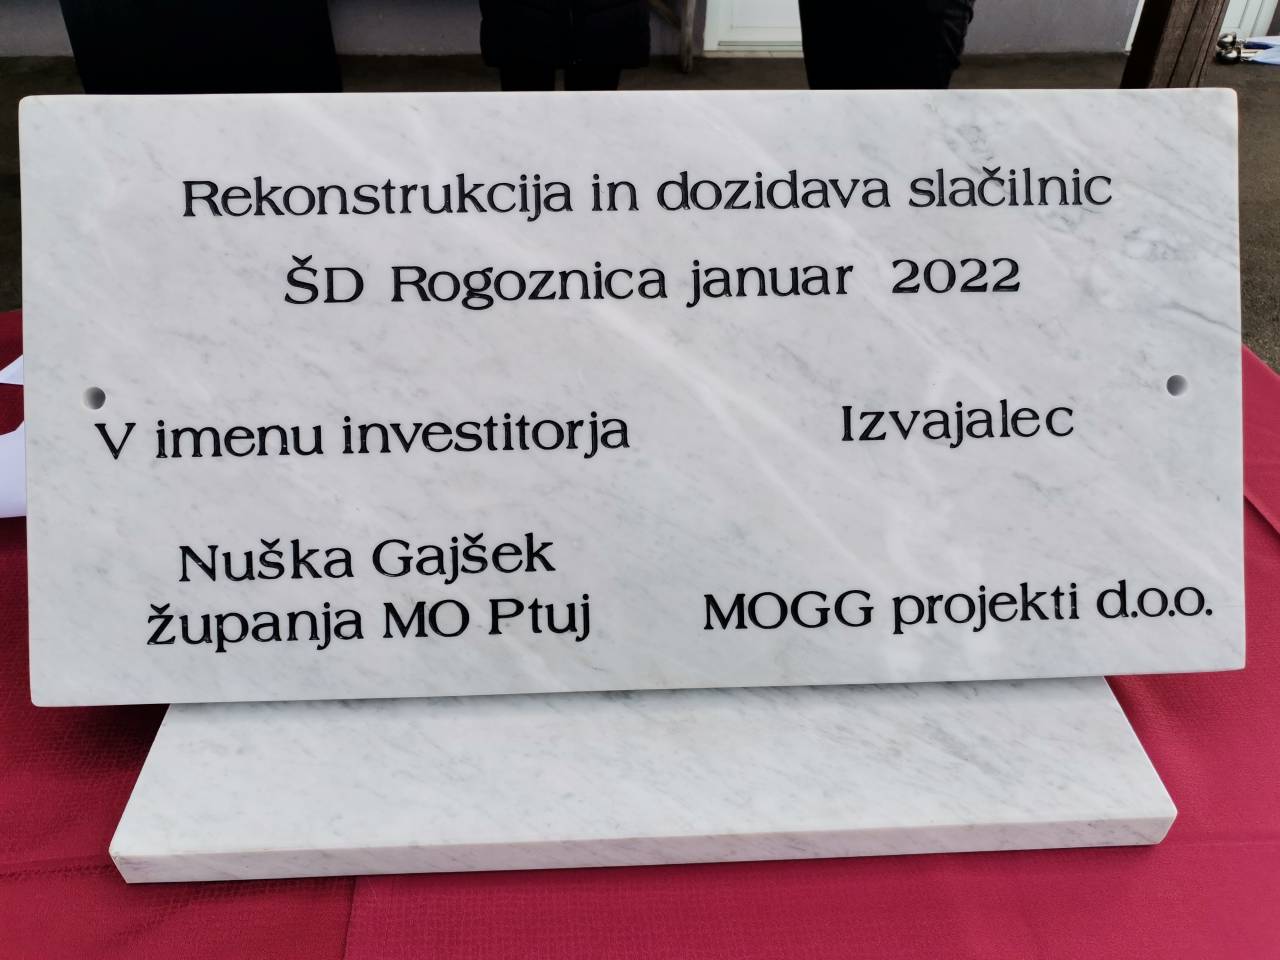 Rekonstrukcija in dozidava slačilnic
ŠD Rogoznica januar 2022
V imenu investitorja
Nuška Gajšek
županja MO Ptuj
Izvajalec
MOGG projekti d.o.o.